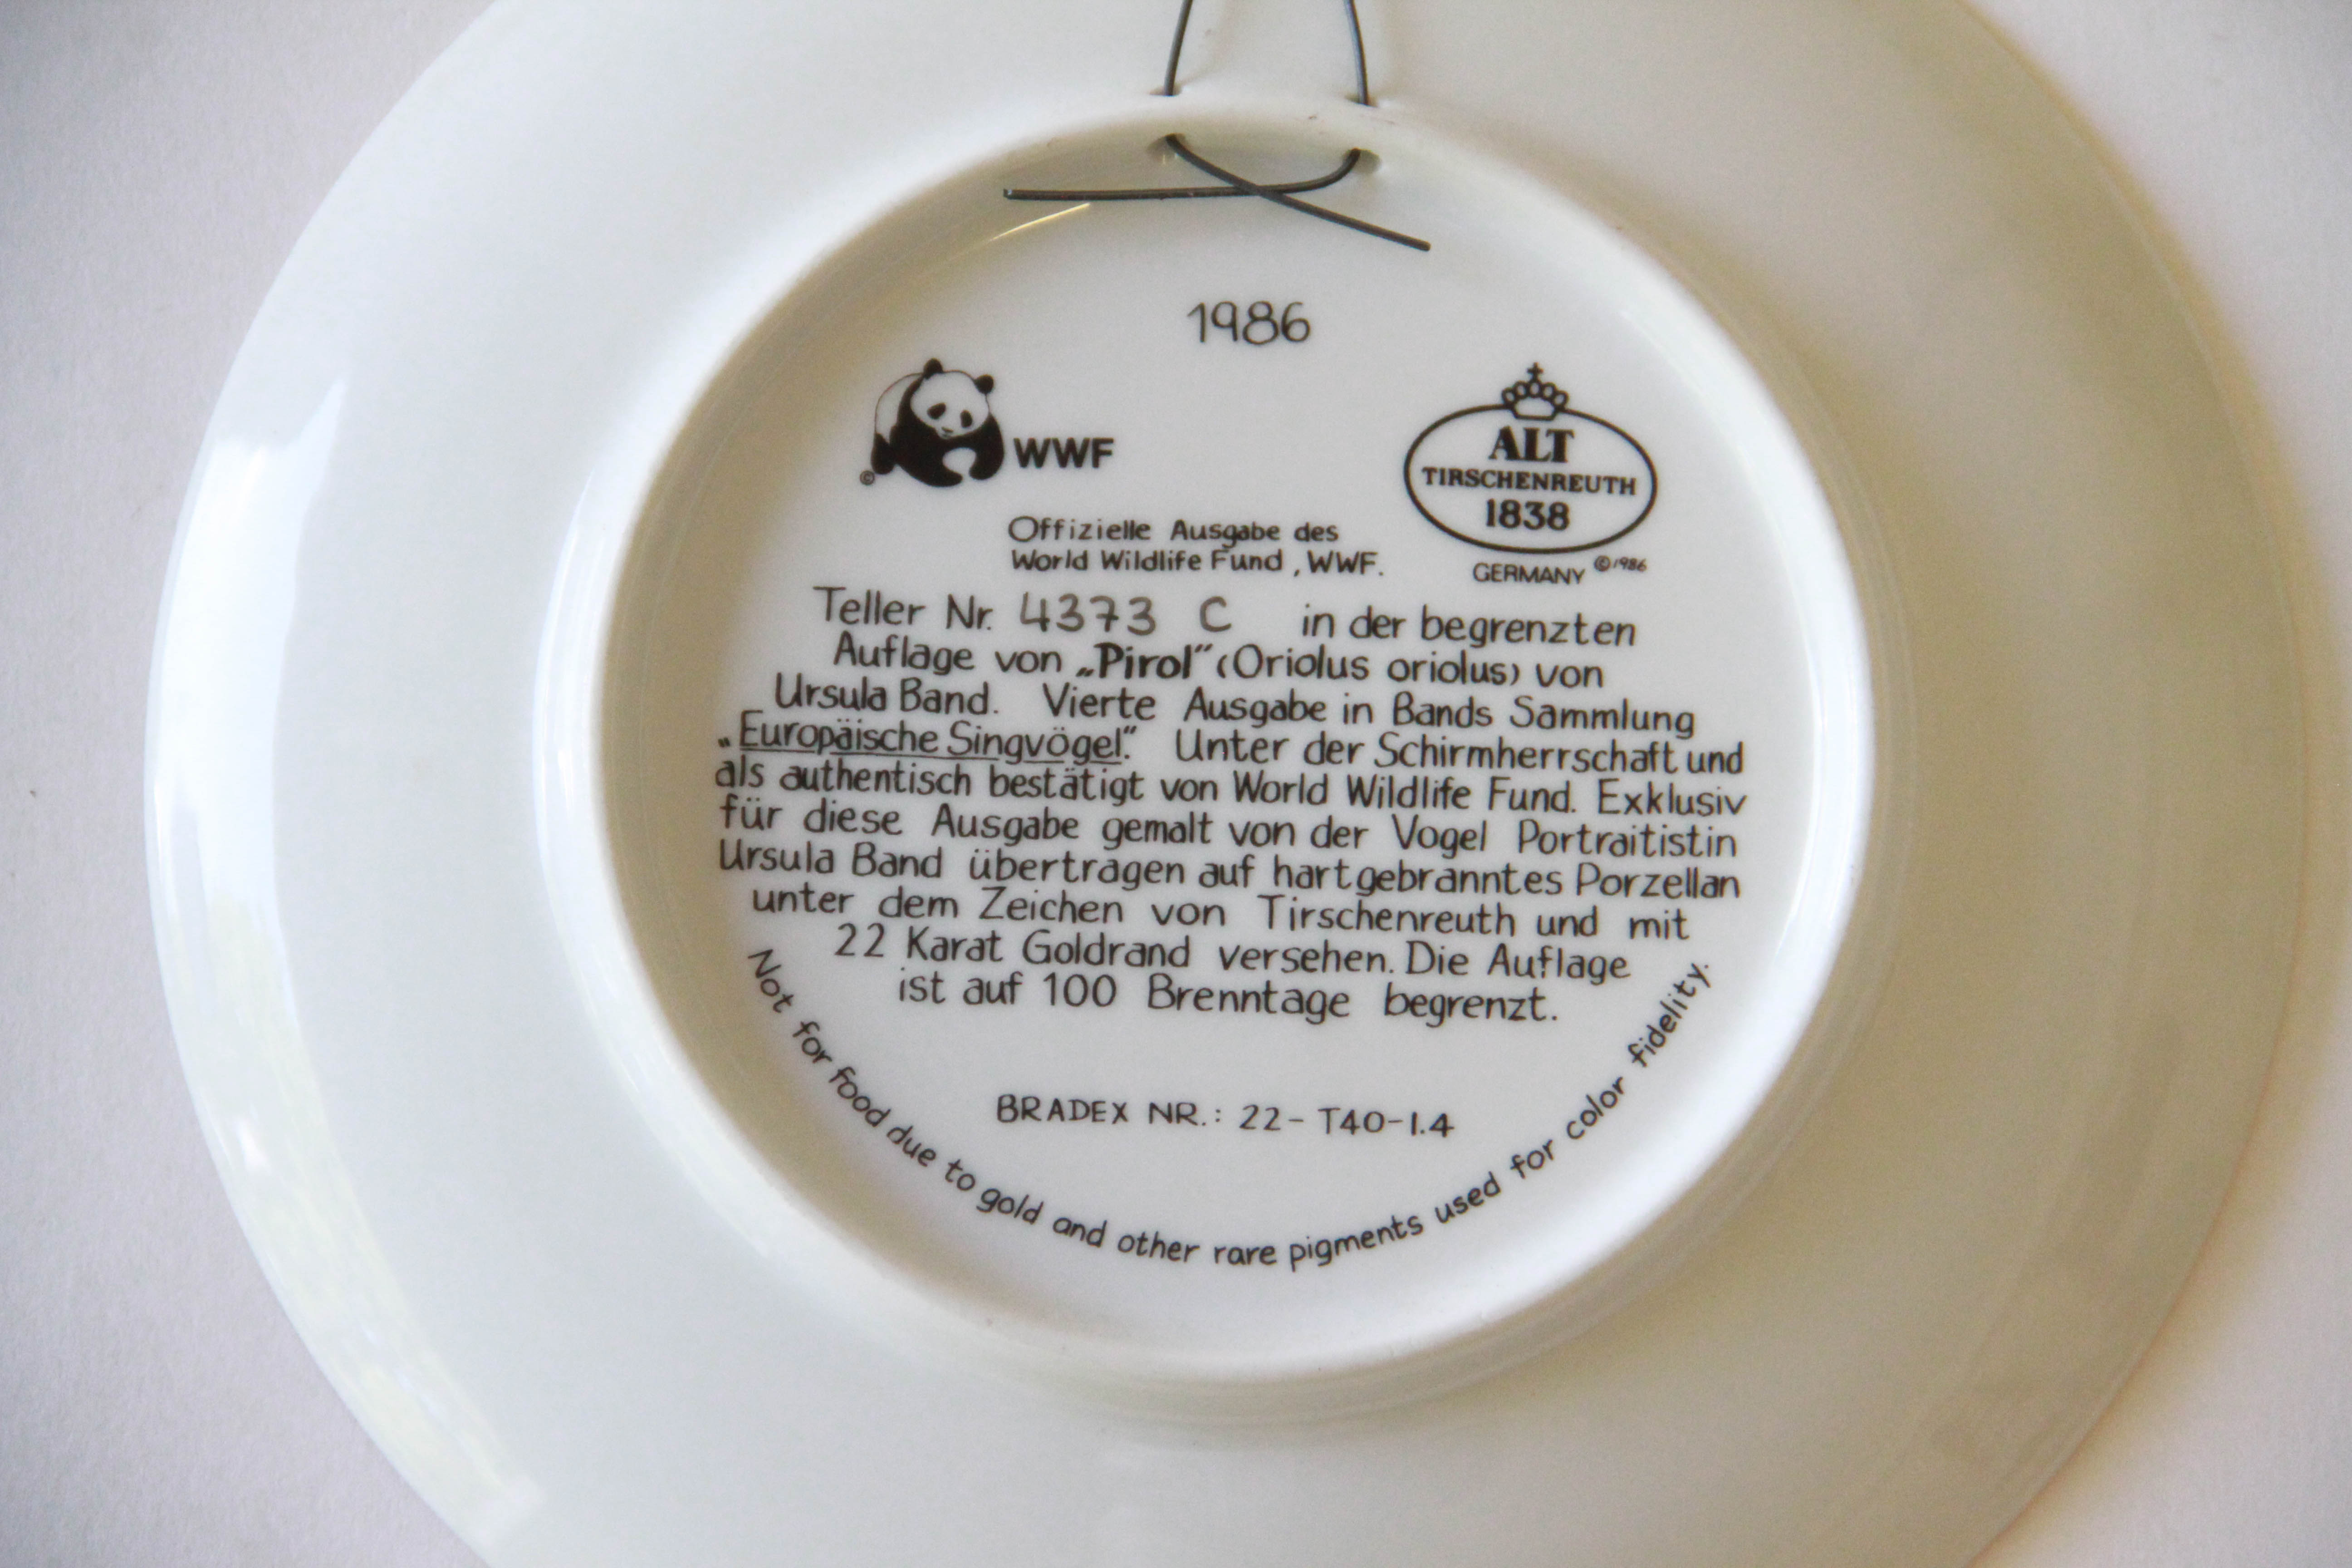 1986
© WWF
ALT
TIRSCHENREUTH
1838
GERMANY © 1986
Offizielle Ausgabe des
World Wildlife Fund, WWF.
Teller Nr. 4373 C in der begrenzten
Auflage von „Pirol“ (Oriolus oriolus) von
Ursula Band. Vierte Ausgabe in Bands Sammlung
„Europäische Singvögel“. Unter der Schirmherrschaft und
als authentisch bestätigt von World Wildlife Fund. Exklusiv
für diese Ausgabe gemalt von der Vogel Portraitistin
Ursula Band übertragen auf hartgebranntes Porzellan
unter dem Zeichen von Tirschenreuth und mit
22 Karat Goldrand versehen. Die Auflage
ist auf 100 Brenntage begrenzt.
BRADEX NR.: 22-T40-1.4
Not for food due to gold and other rare pigments used for color fidelity.